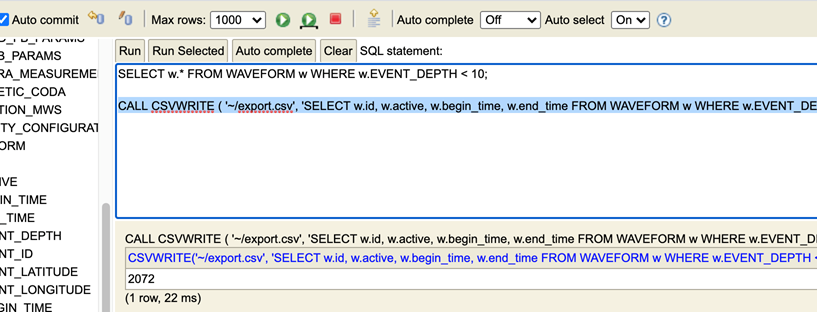 Auto commit Max rows: 1000 Auto complete Off Auto select On
Run Run Selected Auto complete Clear SQL statement:
B_PARAMS
RA_MEASUREME
ETIC_CODA
TION_MWS
TY_CONFIGURAT
ORM
IVE
IN_TIME
_TIME
NT_DEPTH
NT_ID
NT_LATITUDE
NT_LONGITUDE
GIN_TIME
SELECT w.* FROM WAVEFORM w WHERE w.EVENT_DEPTH < 10;
CALL CSVWRITE ( '~/export.csv', 'SELECT w.id, w.active, w.begin_time, w.end_time FROM WAVEFORM w WHERE w.EVENT_DE
CALL CSVWRITE ( '~/export.csv', 'SELECT w.id, w.active, w.begin_time, w.end_time FROM WAVEFORM w WHERE w.EVENT_D
CSVWRITE('~/export.csv', 'SELECT w.id, w.active, w.begin_time, w.end_time FROM WAVEFORM w WHERE w.EVENT_DEPTH <
2072
(1 row, 22 ms)